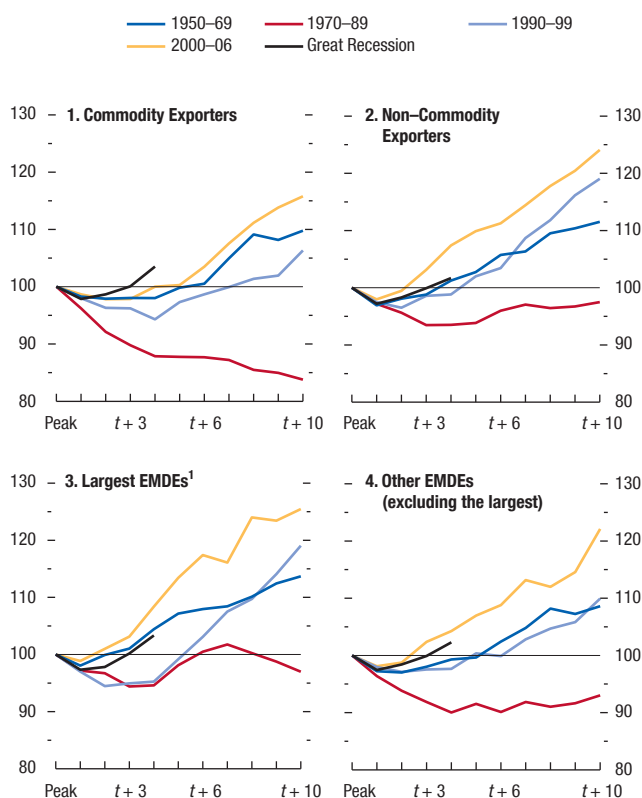 1950–69
1970–89
1990–99
2000–06
Great Recession
1. Commodity Exporters
130
120
110
100
90
80
Peak
t + 3
t + 6
t + 10
2. Non–Commodity
Exporters
130
120
110
100
90
80
Peak
t + 3
t + 6
t + 10
3. Largest EMDEs¹
130
120
110
100
90
80
Peak
t + 3
t + 6
t + 10
4. Other EMDEs
(excluding the largest)
130
120
110
100
90
80
Peak
t + 3
t + 6
t + 10